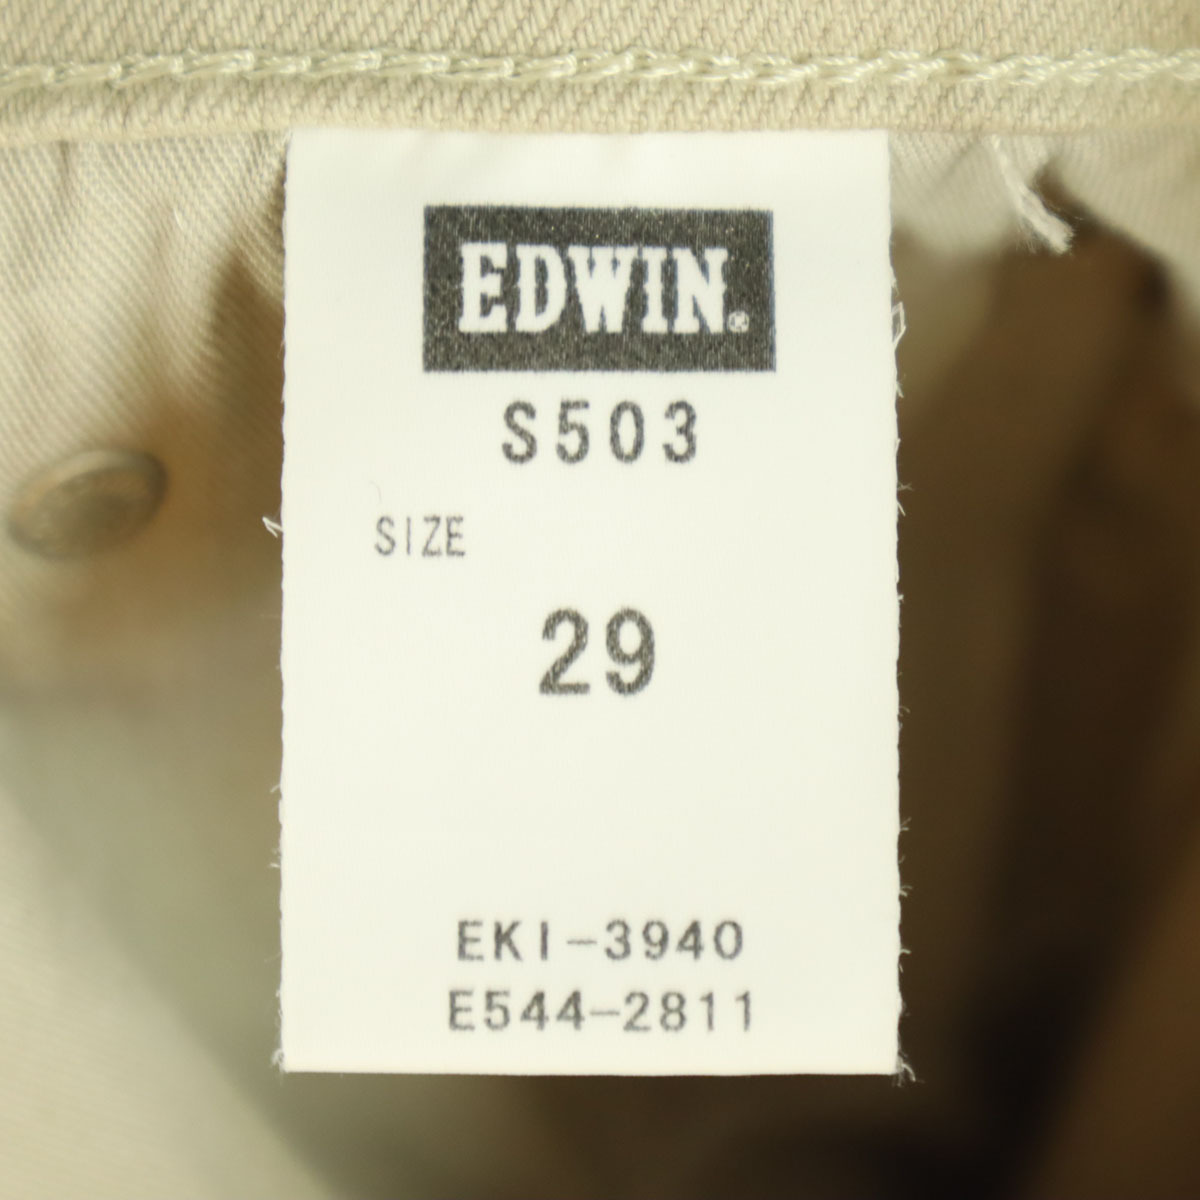 EDWIN®
S503
SIZE
29
EKI-3940
E544-2811